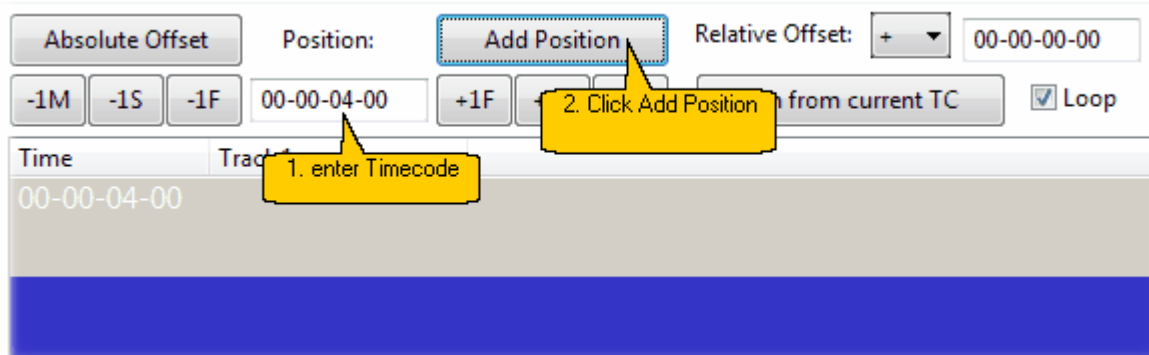 Absolute Offset Position: Add Position Relative Offset: + 00-00-00-00
-1M -1S -1F 00-00-04-00 +1F 2. Click Add Position from current TC Loop
Time
1. enter Timecode
00-00-04-00